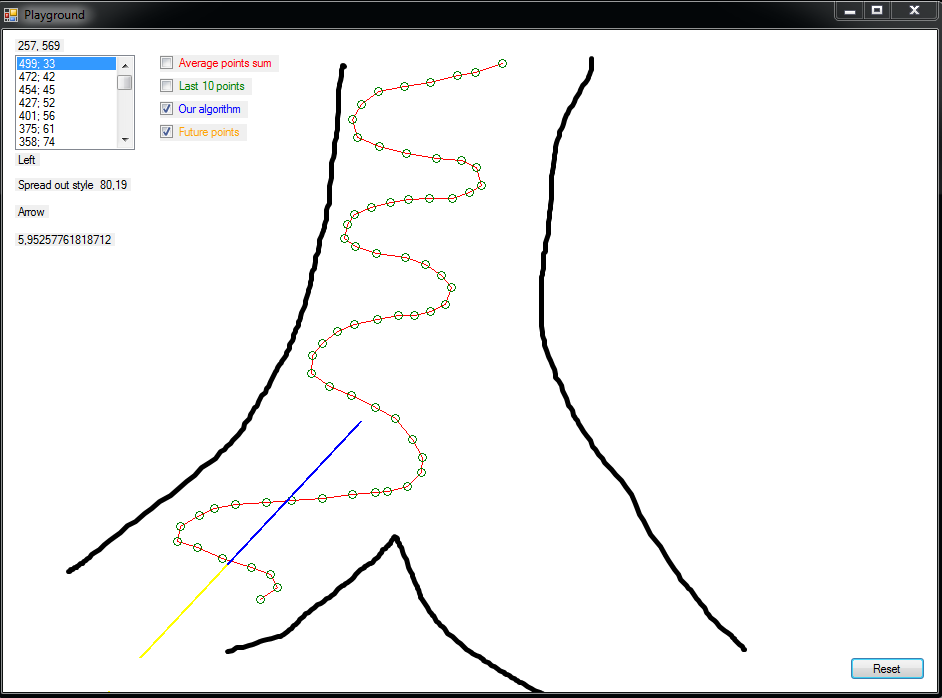 Playground
257, 569
499; 33
472; 42
454; 45
427; 52
401; 56
375; 61
358; 74
Average points sum
Last 10 points
Our algorithm
Future points
Left
Spread out style 80,19
Arrow
5,95257761818712
Reset